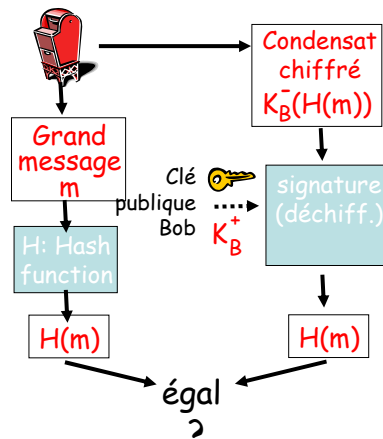 Condensat
chiffré
K_B^-(H(m))
Grand
message
m
Clé
publique
Bob
K_B^+
signature
(déchiff.)
H: Hash
function
H(m)
H(m)
égal
?